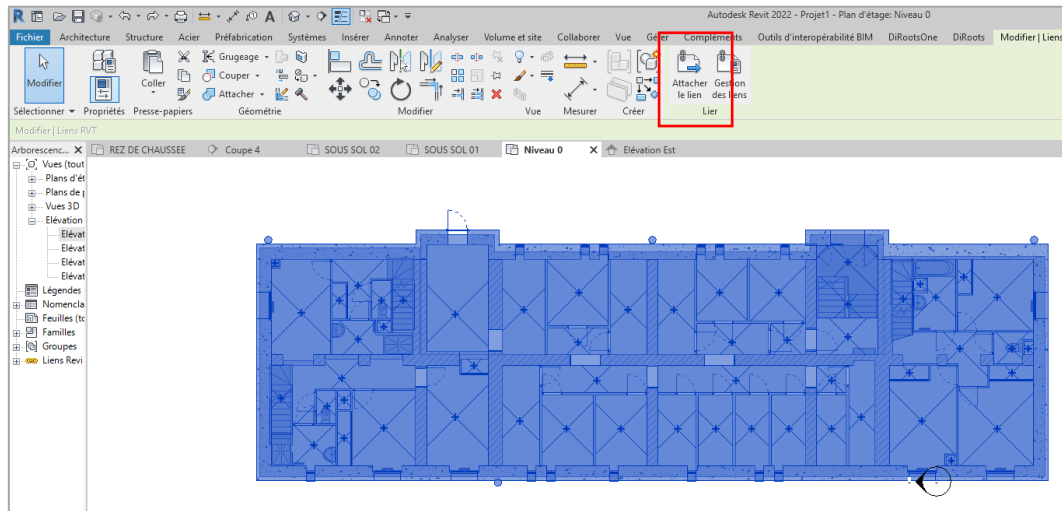 Autodesk Revit 2022 - Projet1 - Plan d'étage: Niveau 0
Fichier Architecture Structure Acier Préfabrication Systèmes Insérer Annoter Analyser Volume et site Collaborer Vue Gérer Compléments Outils d'interopérabilité BIM DiRootsOne DiRoots Modifier | Liens
Modifier
Coller
Grugeage
Couper
Attacher
Attacher le lien
Gestion des liens
Sélectionner Propriétés Presse-papiers Géométrie Modifier Vue Mesurer Créer Lier
Modifier | Liens RVT
Arborescenc... X REZ DE CHAUSSEE Coupe 4 SOUS SOL 02 SOUS SOL 01 Niveau 0 X Elévation Est
Vues (tout
Plans d'ét
Plans de p
Vues 3D
Elévation
Elévat
Elévat
Elévat
Elévat
Légendes
Nomencla
Feuilles (to
Familles
Groupes
Liens Revi